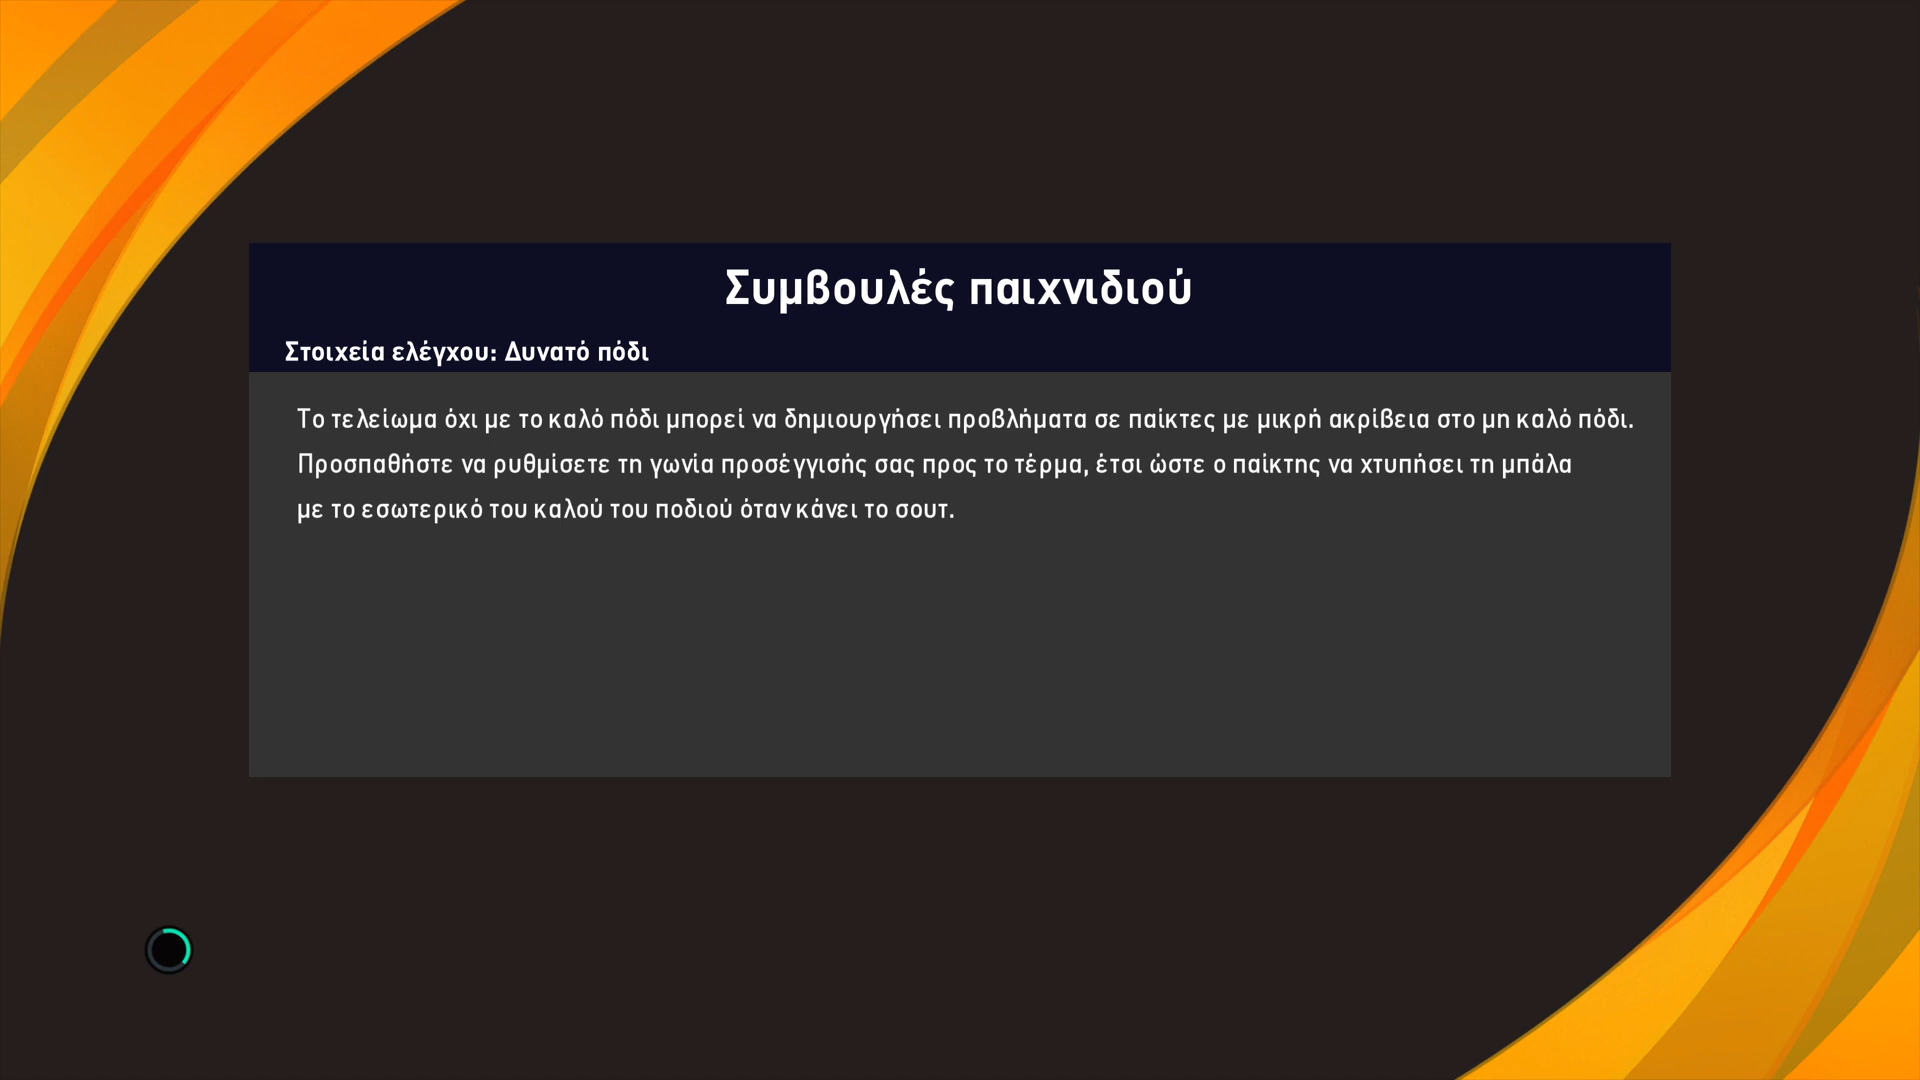 Συμβουλές παιχνιδιού
Στοιχεία ελέγχου: Δυνατό πόδι
Το τελείωμα όχι με το καλό πόδι μπορεί να δημιουργήσει προβλήματα σε παίκτες με μικρή ακρίβεια στο μη καλό πόδι.
Προσπαθήστε να ρυθμίσετε τη γωνία προσέγγισής σας προς το τέρμα, έτσι ώστε ο παίκτης να χτυπήσει τη μπάλα
με το εσωτερικό του καλού του ποδιού όταν κάνει το σουτ.